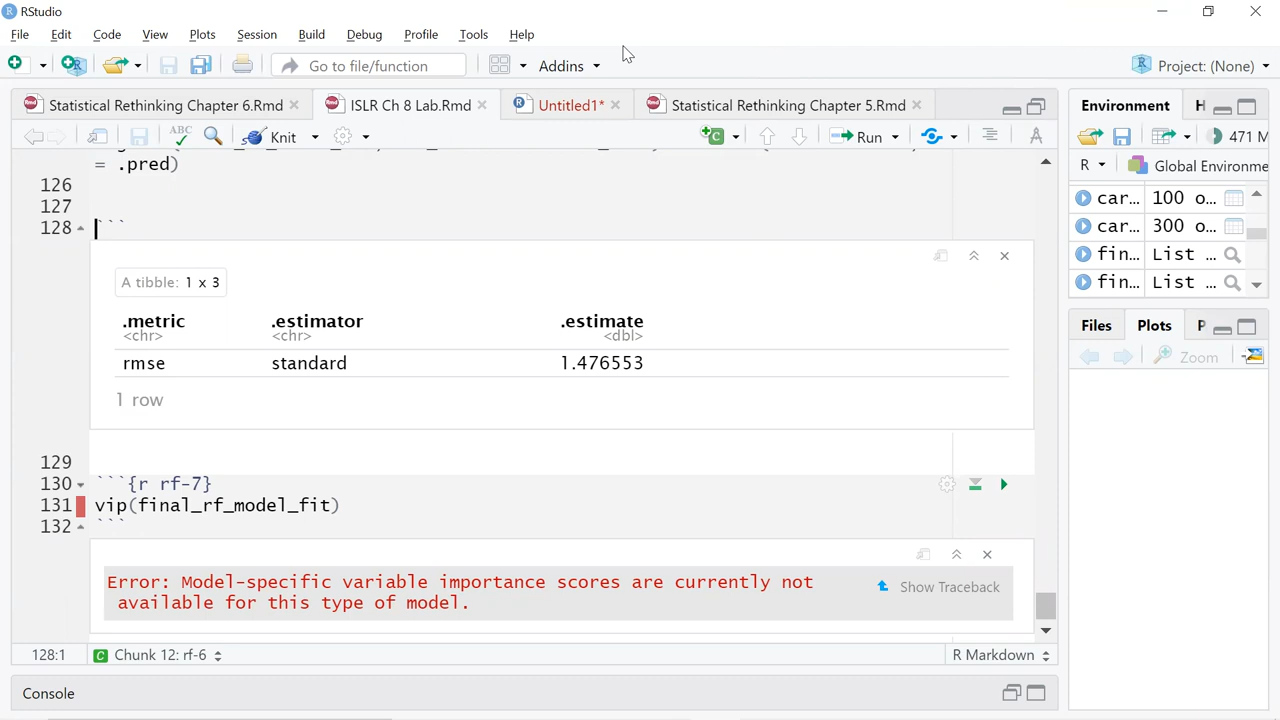 RStudio
File Edit Code View Plots Session Build Debug Profile Tools Help
Go to file/function Addins Project: (None)
Statistical Rethinking Chapter 6.Rmd ISLR Ch 8 Lab.Rmd Untitled1* Statistical Rethinking Chapter 5.Rmd
ABC Knit Run
= .pred)
126
127
128 ```
A tibble: 1 x 3
.metric .estimator .estimate
<chr> <chr> <dbl>
rmse standard 1.476553
1 row
129
130 ```{r rf-7}
131 vip(final_rf_model_fit)
132 ```
Error: Model-specific variable importance scores are currently not
available for this type of model.
Show Traceback
128:1 Chunk 12: rf-6 R Markdown
Console
Environment H
471 M
R Global Environme
car... 100 o...
car... 300 o...
fin... List ...
fin... List ...
Files Plots P
Zoom